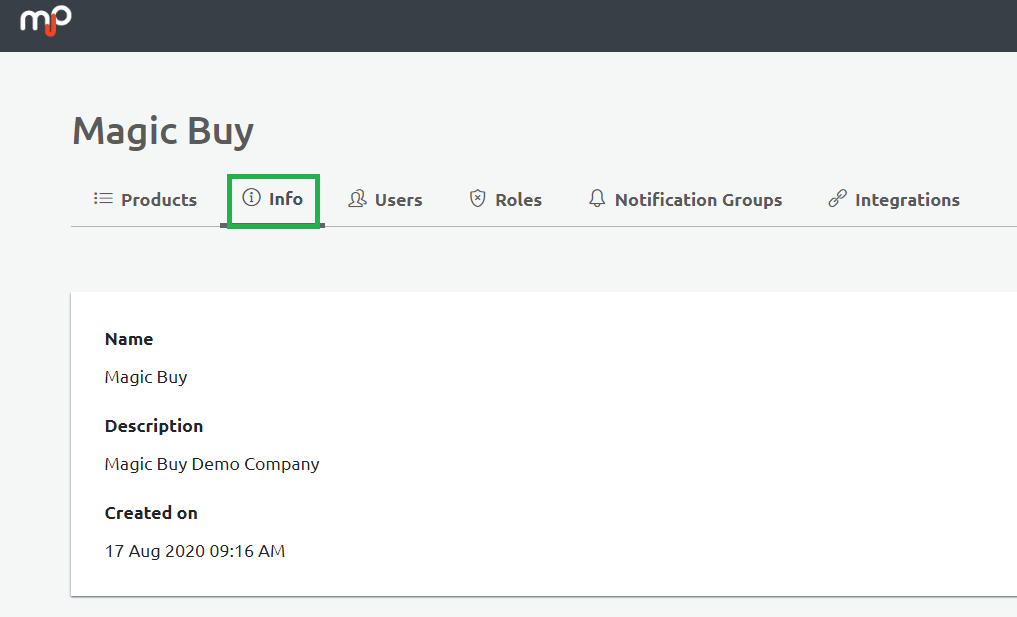 mjp
Magic Buy
Products Info Users Roles Notification Groups Integrations
Name
Magic Buy
Description
Magic Buy Demo Company
Created on
17 Aug 2020 09:16 AM